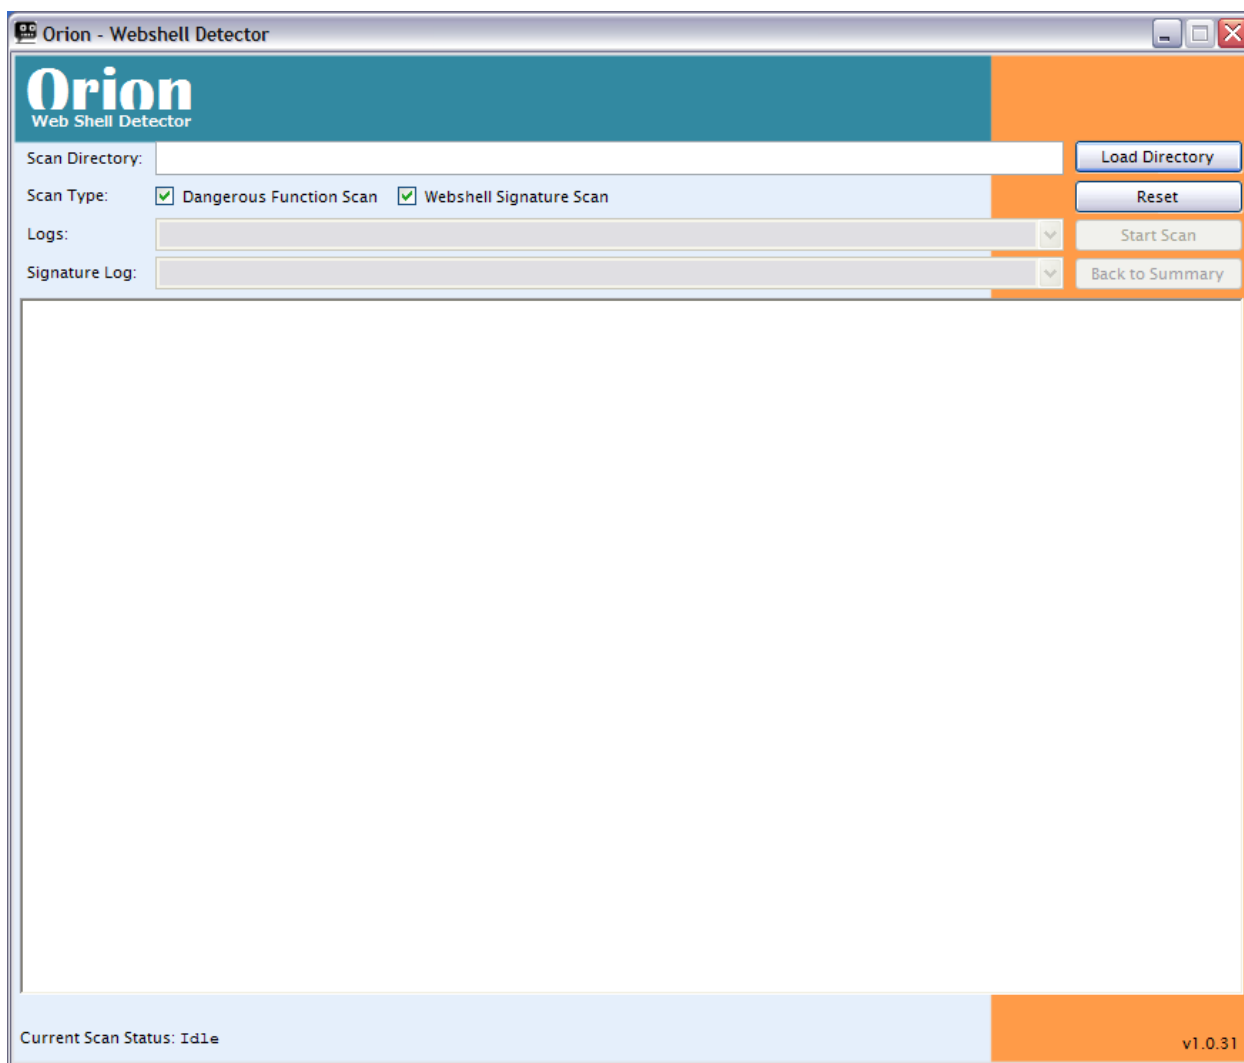 Orion - Webshell Detector
Orion
Web Shell Detector
Scan Directory: Load Directory
Scan Type: Dangerous Function Scan Webshell Signature Scan Reset
Logs: Start Scan
Signature Log: Back to Summary
Current Scan Status: Idle
v1.0.31